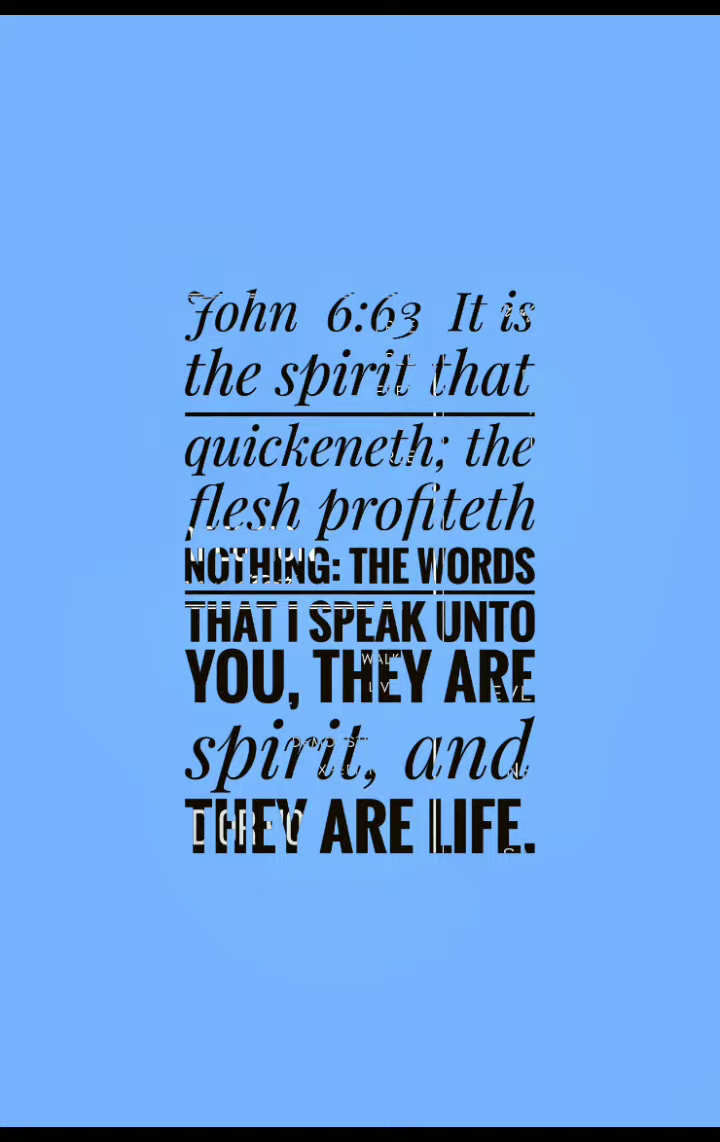 John 6:63 It is
the spirit that
quickeneth; the
flesh profiteth
NOTHING: THE WORDS
THAT I SPEAK UNTO
YOU, THEY ARE
spirit, and
THEY ARE LIFE.